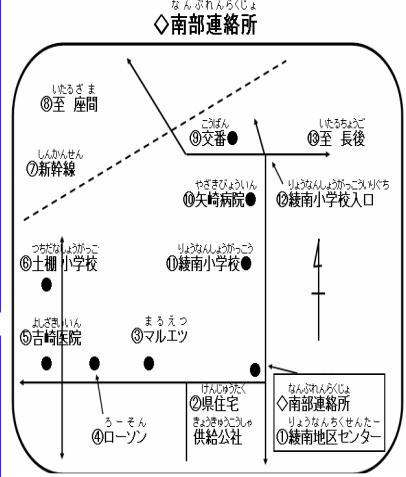 なんぶれんらくじょ
◇南部連絡所
いたるざま
⑧至 座間
こうばん
⑨交番
いたるちょうご
⑬至 長後
しんかんせん
⑦新幹線
やざきびょういん
⑩矢崎病院
りょうなんしょうがっこういりぐち
⑫綾南小学校入口
つちだなしょうがっこ
⑥土棚小学校
りょうなんしょうがっこう
⑪綾南小学校
よしざきいいん
⑤吉崎医院
まるえつ
③マルエツ
ろーそん
④ローソン
けんじゅうたく
②県住宅
きょうきゅうこうしゃ
供給公社
なんぶれんらくじょ
◇南部連絡所
りょうなんちくせんたー
①綾南地区センター